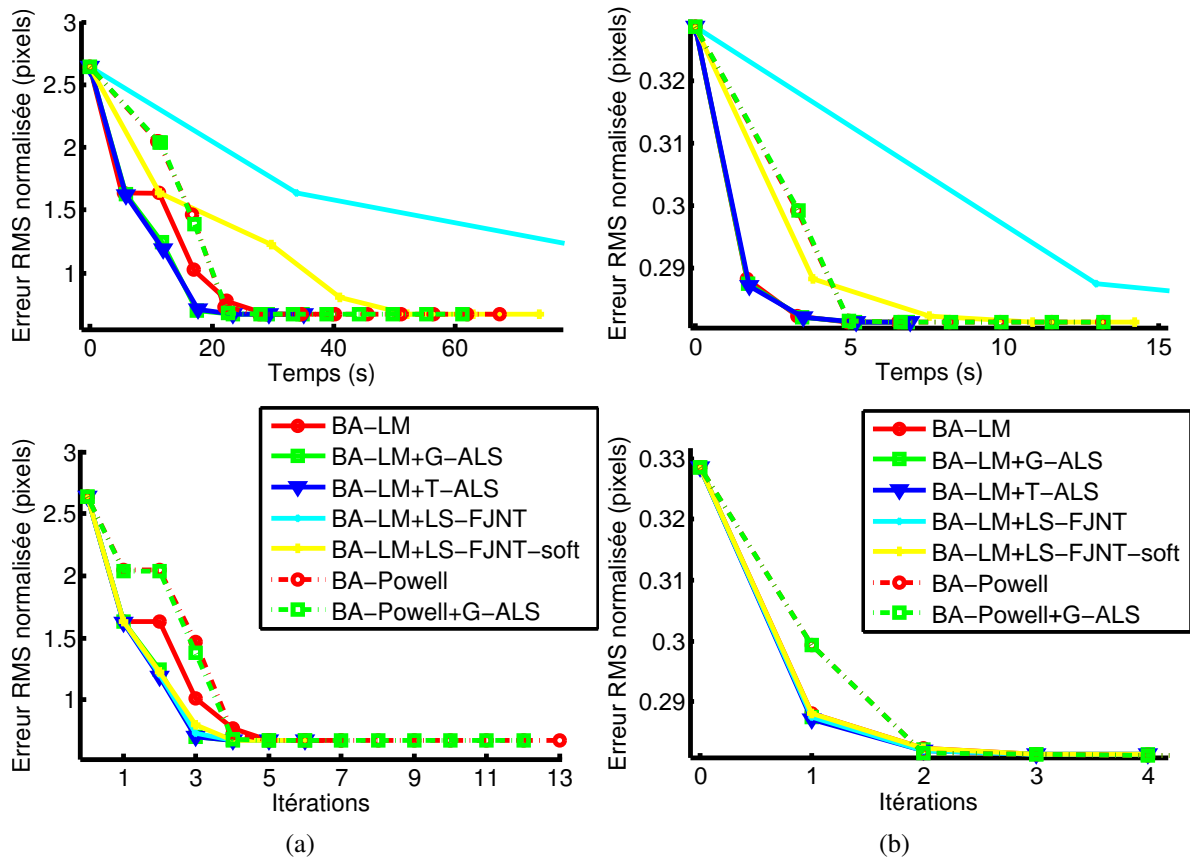 3
2.5
2
1.5
1
0 20 40 60
Temps (s)
Erreur RMS normalisée (pixels)
0.32
0.31
0.3
0.29
0 5 10 15
Temps (s)
Erreur RMS normalisée (pixels)
3
2.5
2
1.5
1
1 3 5 7 9 11 13
Itérations
Erreur RMS normalisée (pixels)
BA−LM
BA−LM+G−ALS
BA−LM+T−ALS
BA−LM+LS−FJNT
BA−LM+LS−FJNT−soft
BA−Powell
BA−Powell+G−ALS
(a)
0.33
0.32
0.31
0.3
0.29
0 1 2 3 4
Itérations
Erreur RMS normalisée (pixels)
BA−LM
BA−LM+G−ALS
BA−LM+T−ALS
BA−LM+LS−FJNT
BA−LM+LS−FJNT−soft
BA−Powell
BA−Powell+G−ALS
(b)